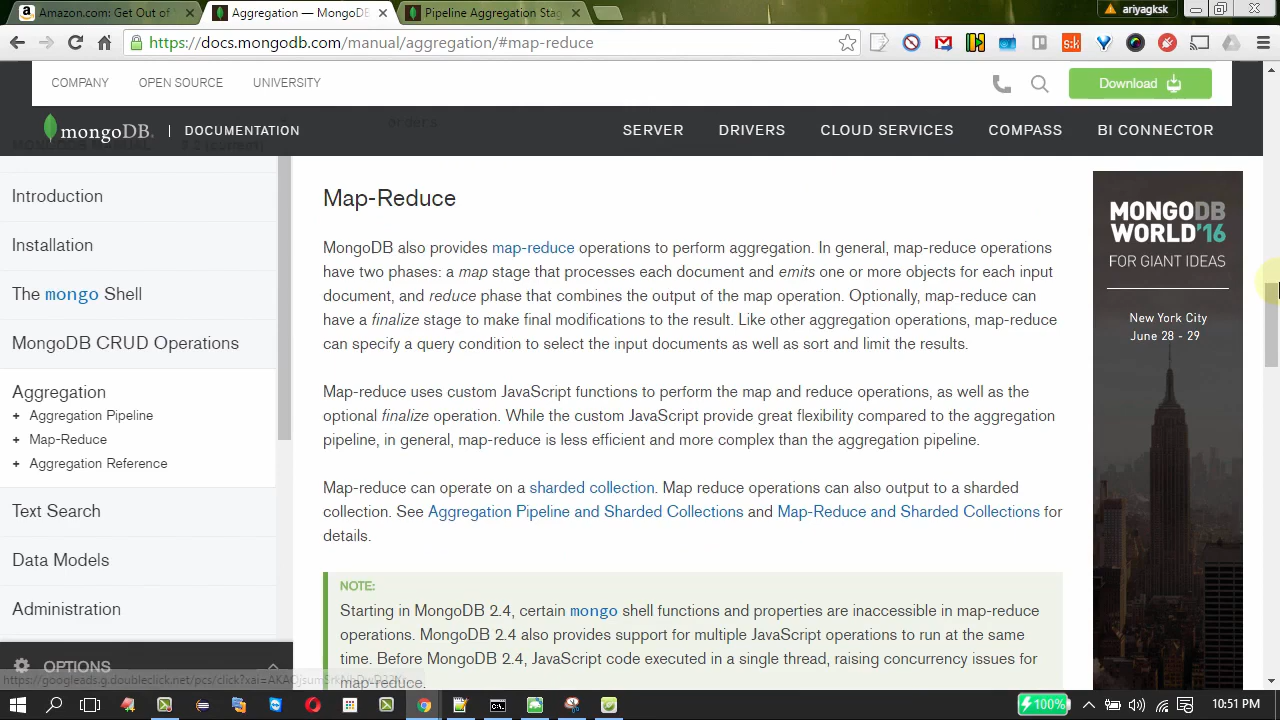 Amazon.com: Get Out of
Aggregation — MongoDB
Pipeline Aggregation Sta
ariyagksk
https://docs.mongodb.com/manual/aggregation/#map-reduce
COMPANY OPEN SOURCE UNIVERSITY
Download
mongoDB. DOCUMENTATION
SERVER DRIVERS CLOUD SERVICES COMPASS BI CONNECTOR
orders
Introduction
Installation
The mongo Shell
MongoDB CRUD Operations
Aggregation
+ Aggregation Pipeline
+ Map-Reduce
+ Aggregation Reference
Text Search
Data Models
Administration
OPTIONS
Map-Reduce
MongoDB also provides map-reduce operations to perform aggregation. In general, map-reduce operations
have two phases: a map stage that processes each document and emits one or more objects for each input
document, and reduce phase that combines the output of the map operation. Optionally, map-reduce can
have a finalize stage to make final modifications to the result. Like other aggregation operations, map-reduce
can specify a query condition to select the input documents as well as sort and limit the results.
Map-reduce uses custom JavaScript functions to perform the map and reduce operations, as well as the
optional finalize operation. While the custom JavaScript provide great flexibility compared to the aggregation
pipeline, in general, map-reduce is less efficient and more complex than the aggregation pipeline.
Map-reduce can operate on a sharded collection. Map reduce operations can also output to a sharded
collection. See Aggregation Pipeline and Sharded Collections and Map-Reduce and Sharded Collections for
details.
NOTE:
Starting in MongoDB 2.4, certain mongo shell functions and properties are inaccessible in map-reduce
operations. MongoDB 2.4 also provides support for multiple JavaScript operations to run at the same
time. Before MongoDB 2.4, JavaScript code executed in a single thread, raising concurrency issues for
map-reduce.
MONGODB
WORLD'16
FOR GIANT IDEAS
New York City
June 28 - 29
100%
10:51 PM